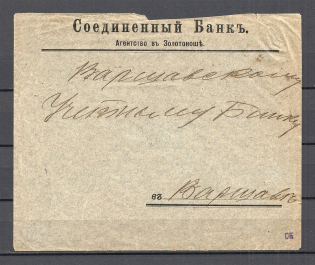 Соединенный Банкъ.
Агентство въ Золотоношѣ.
Варшавскому
Учетному Банку
въ Варшавѣ